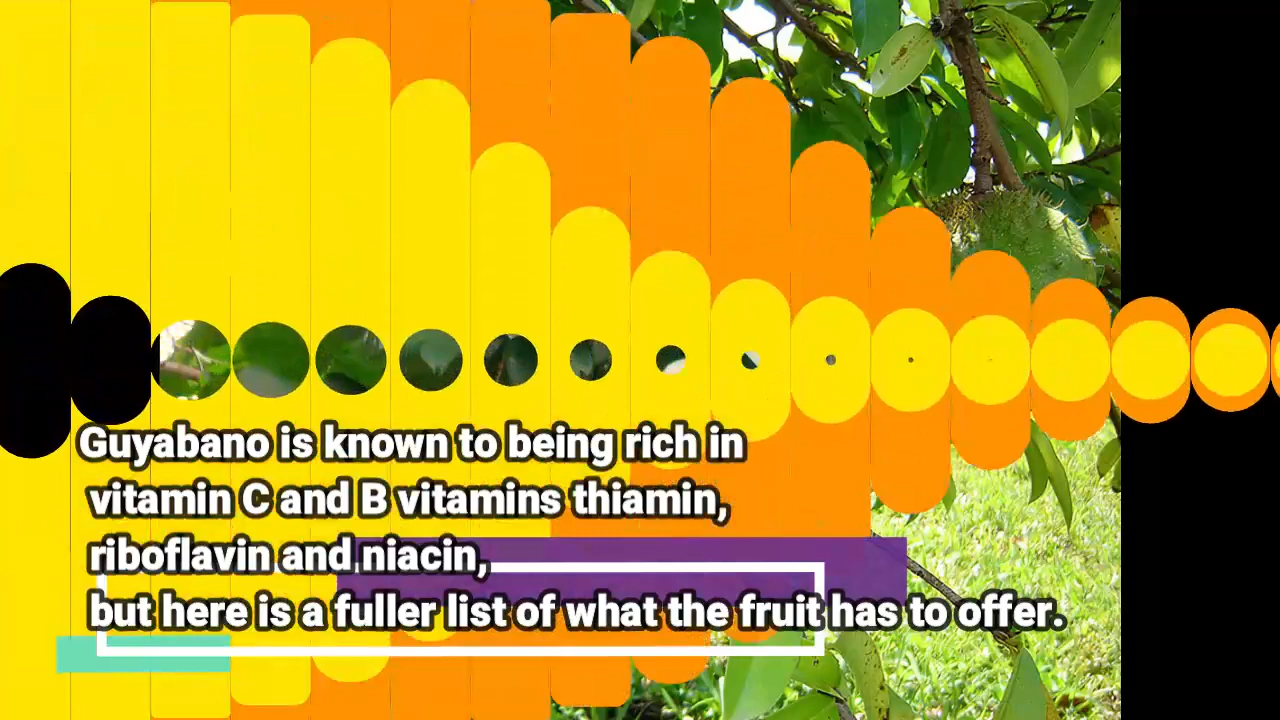 Guyabano is known to being rich in
vitamin C and B vitamins thiamin,
riboflavin and niacin,
but here is a fuller list of what the fruit has to offer.